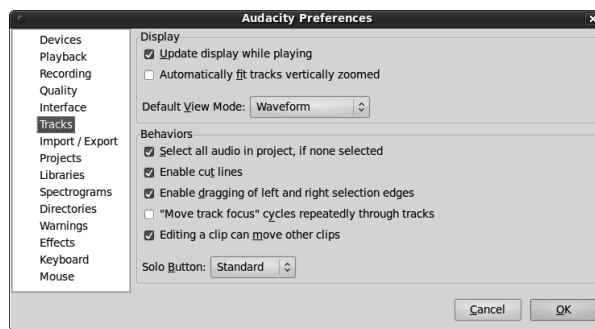 Audacity Preferences
Devices
Playback
Recording
Quality
Interface
Tracks
Import / Export
Projects
Libraries
Spectrograms
Directories
Warnings
Effects
Keyboard
Mouse
Display
Update display while playing
Automatically fit tracks vertically zoomed
Default View Mode: Waveform
Behaviors
Select all audio in project, if none selected
Enable cut lines
Enable dragging of left and right selection edges
"Move track focus" cycles repeatedly through tracks
Editing a clip can move other clips
Solo Button: Standard
Cancel
OK